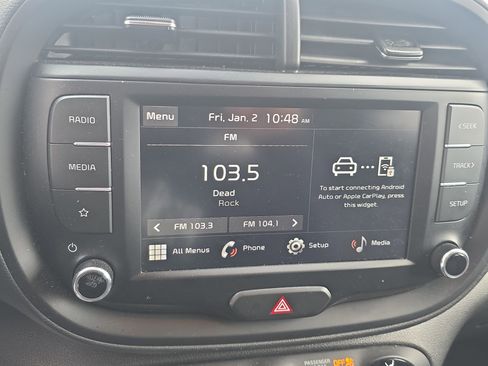 RADIO
MEDIA
Menu
Fri, Jan. 2 10:48 AM
FM
103.5
Dead
Rock
< FM 103.3
FM 104.1 >
To start connecting Android
Auto or Apple CarPlay, press
this widget.
All Menus
Phone
Setup
Media
<SEEK
TRACK>
SETUP
PASSENGER
OFF